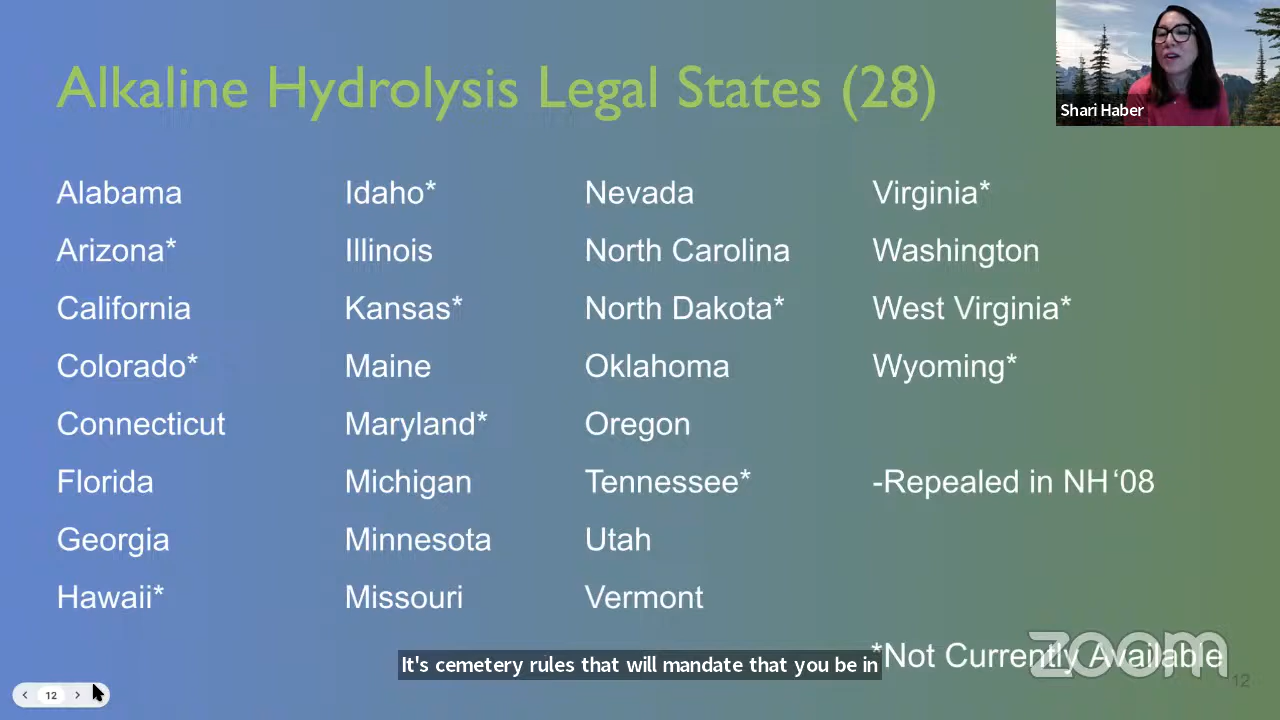 Alkaline Hydrolysis Legal States (28)
Shari Haber
Alabama
Arizona*
California
Colorado*
Connecticut
Florida
Georgia
Hawaii*
Idaho*
Illinois
Kansas*
Maine
Maryland*
Michigan
Minnesota
Missouri
Nevada
North Carolina
North Dakota*
Oklahoma
Oregon
Tennessee*
Utah
Vermont
Virginia*
Washington
West Virginia*
Wyoming*
-Repealed in NH ‘08
*Not Currently Available
zoom
It's cemetery rules that will mandate that you be in
12
12